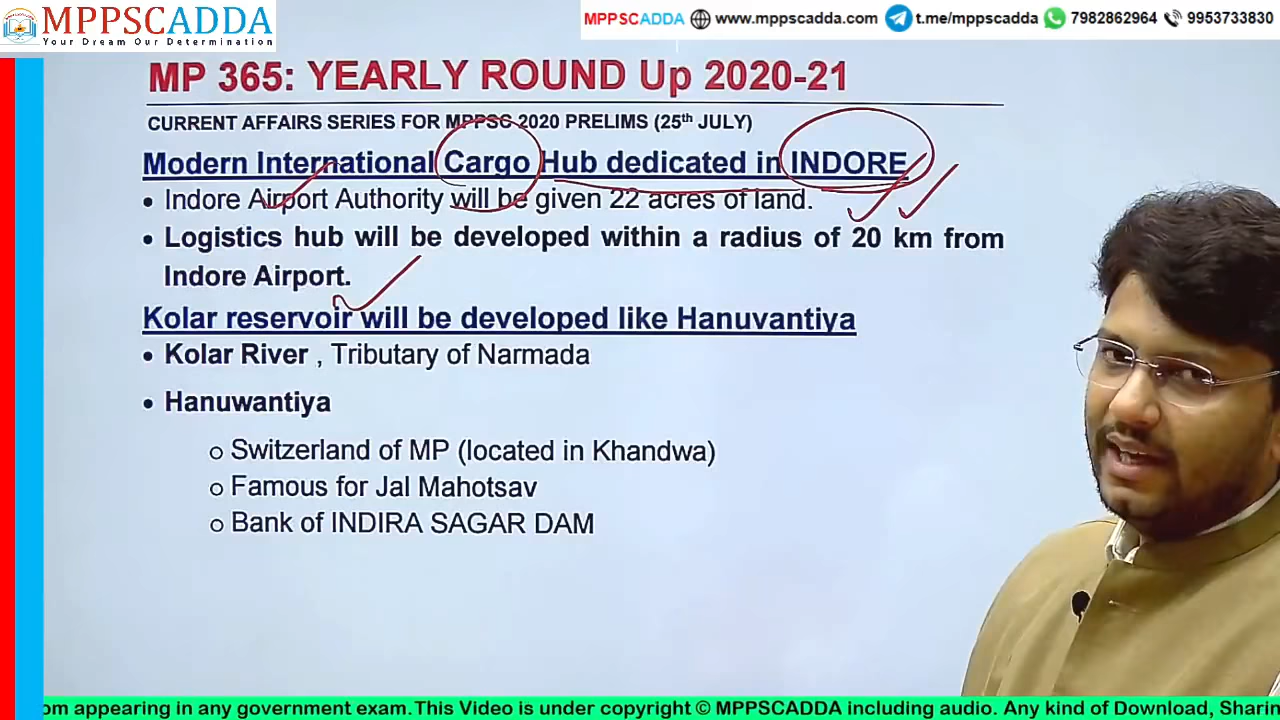 MPPSCADDA
Your Dream Our Determination
MPPSCADDA www.mppscadda.com t.me/mppscadda 7982862964 9953733830
MP 365: YEARLY ROUND Up 2020-21
CURRENT AFFAIRS SERIES FOR MPPSC 2020 PRELIMS (25th JULY)
Modern International Cargo Hub dedicated in INDORE
• Indore Airport Authority will be given 22 acres of land.
• Logistics hub will be developed within a radius of 20 km from
Indore Airport.
Kolar reservoir will be developed like Hanuvantiya
• Kolar River , Tributary of Narmada
• Hanuwantiya
o Switzerland of MP (located in Khandwa)
o Famous for Jal Mahotsav
o Bank of INDIRA SAGAR DAM
om appearing in any government exam.This Video is under copyright © MPPSCADDA including audio. Any kind of Download, Sharin